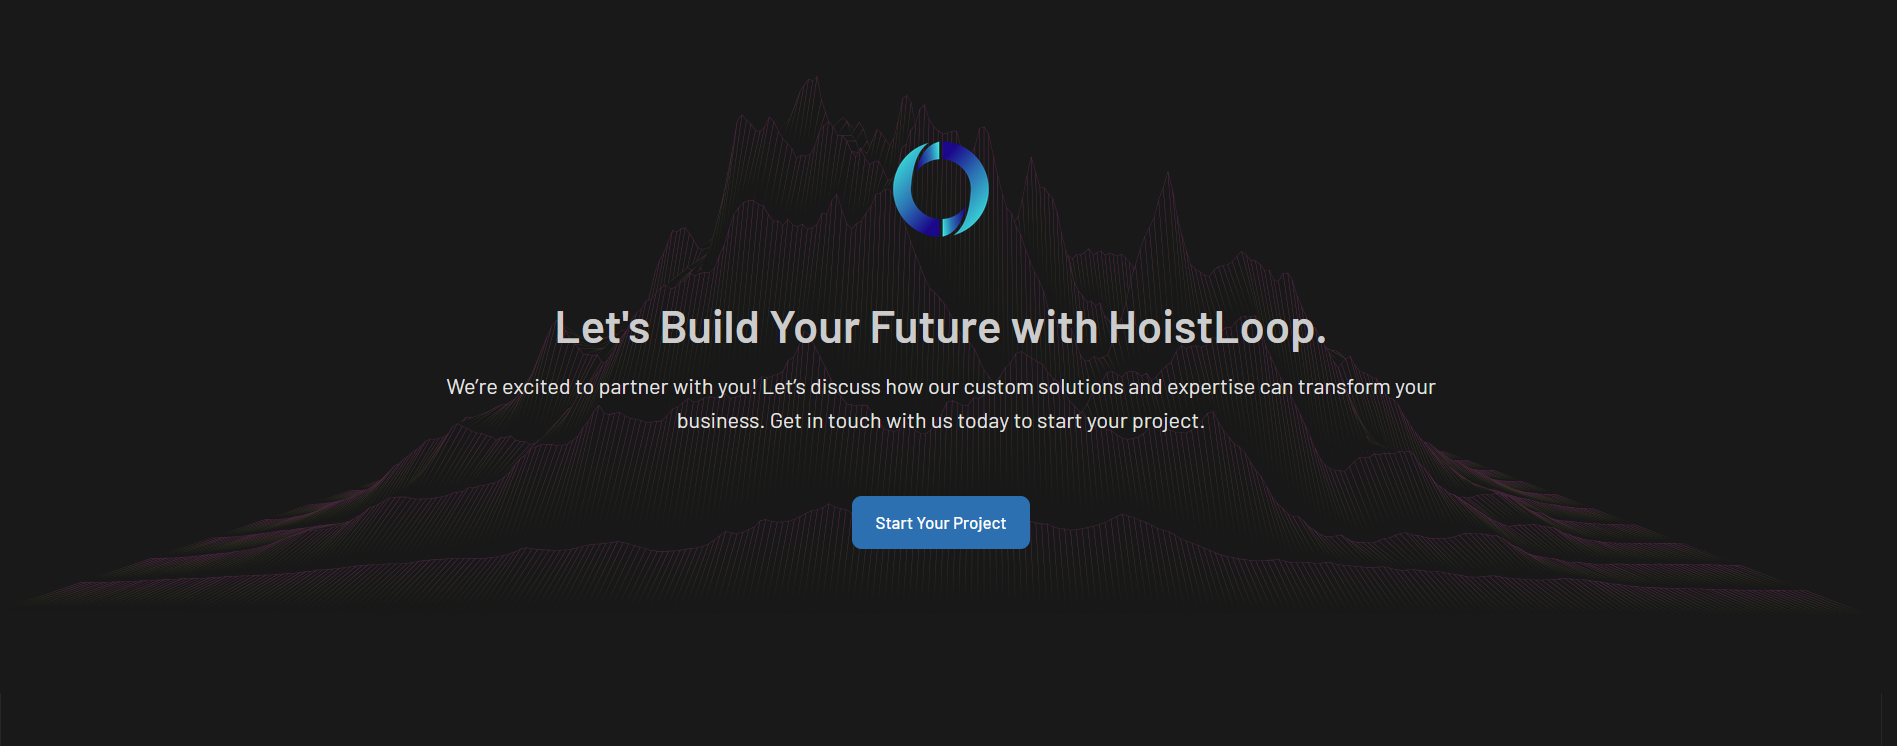 Let's Build Your Future with HoistLoop.
We’re excited to partner with you! Let’s discuss how our custom solutions and expertise can transform your
business. Get in touch with us today to start your project.
Start Your Project